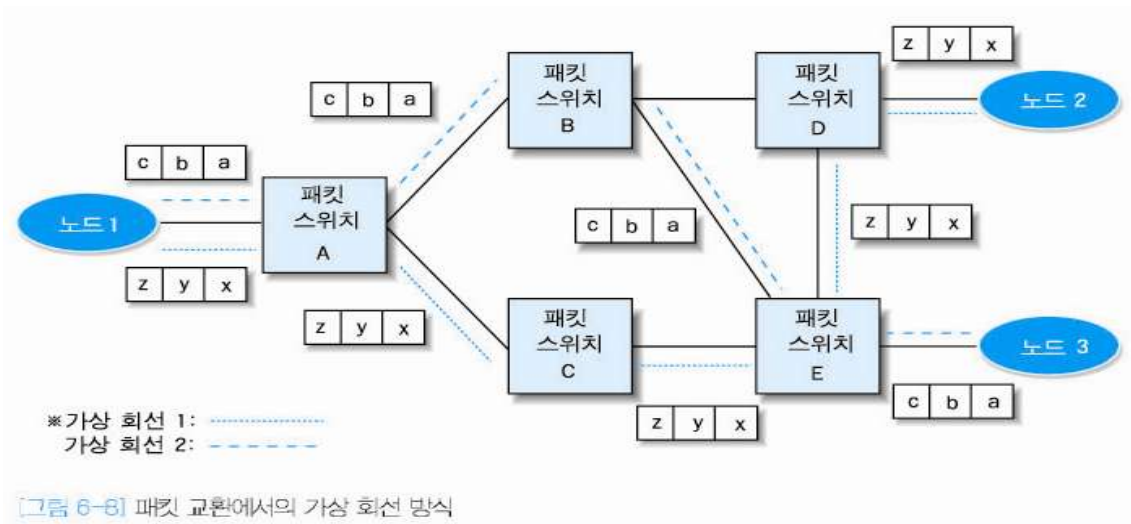 z y x
패킷
스위치
B
패킷
스위치
D
노드 2
c b a
c b a
패킷
스위치
A
노드 1
c b a
z y x
z y x
z y x
패킷
스위치
C
패킷
스위치
E
노드 3
c b a
z y x
※가상 회선 1:
가상 회선 2:
[그림 6-8] 패킷 교환에서의 가상 회선 방식